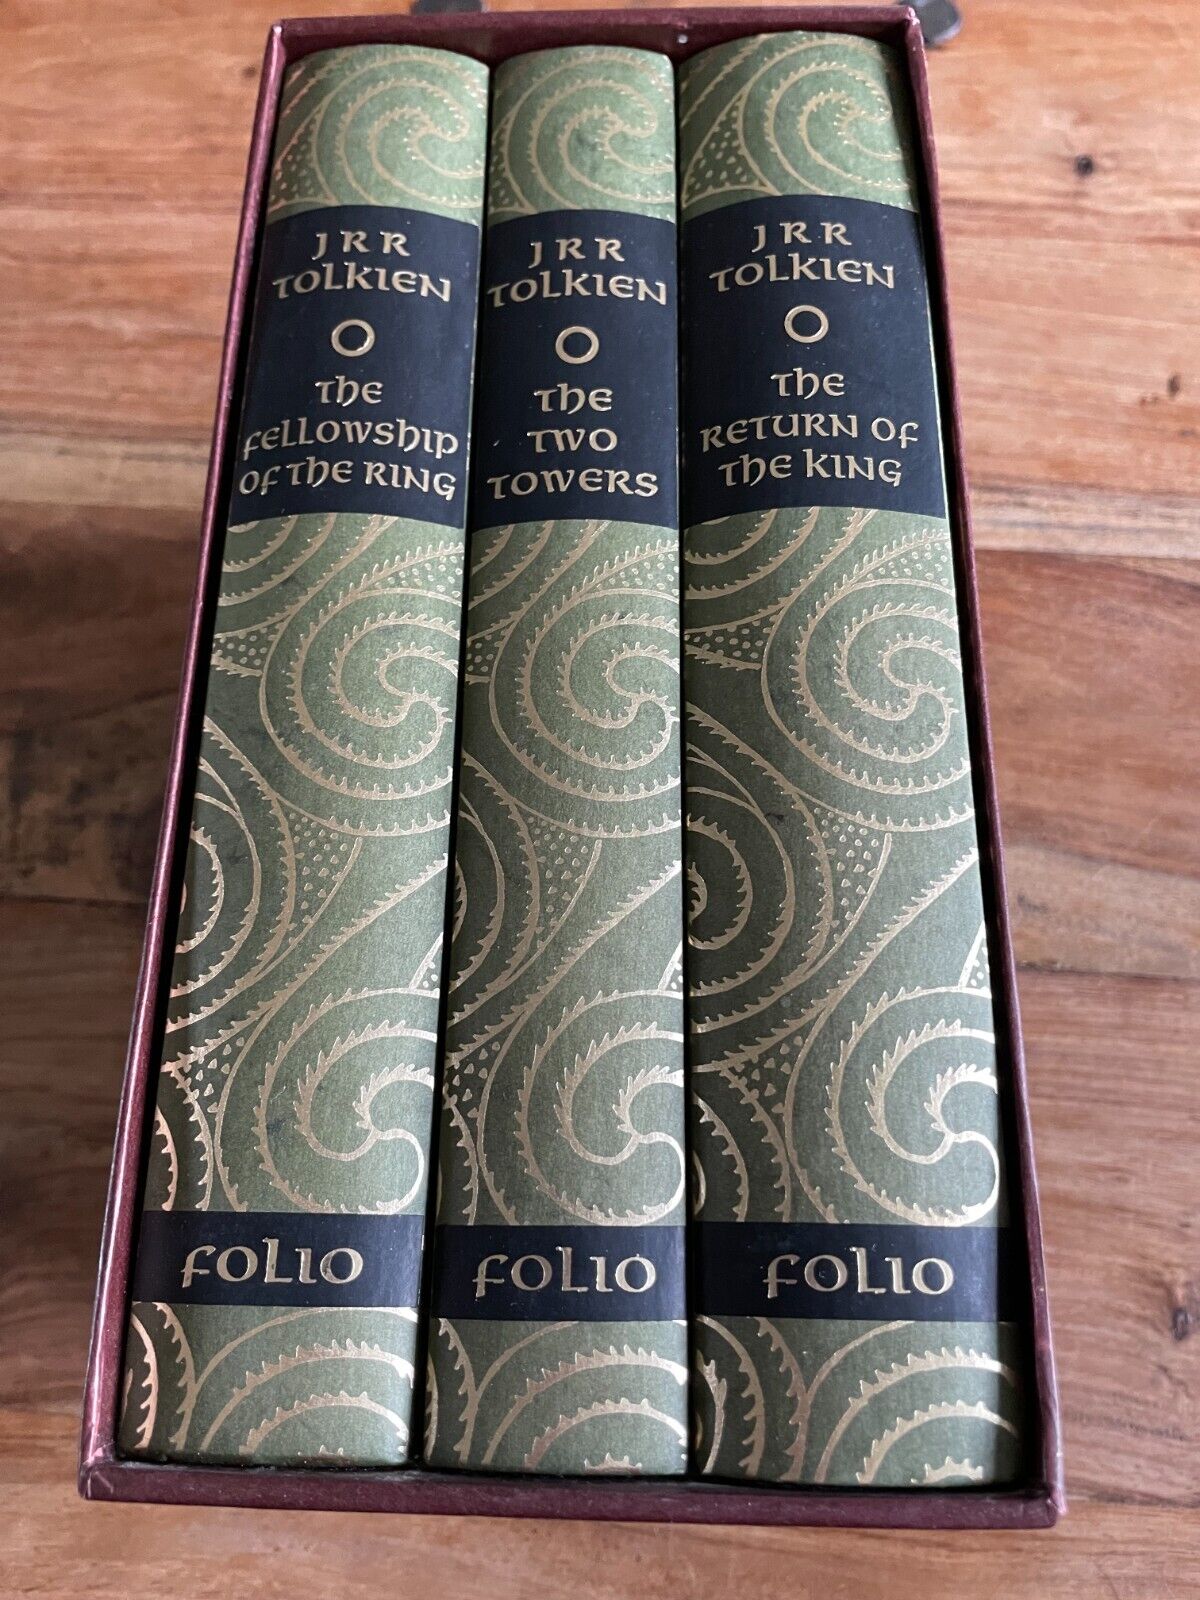 J R R
TOLKIEN
O
THE
FELLOWSHIP
OF THE RING
FOLIO
J R R
TOLKIEN
O
THE
TWO
TOWERS
FOLIO
J R R
TOLKIEN
O
THE
RETURN OF
THE KING
FOLIO